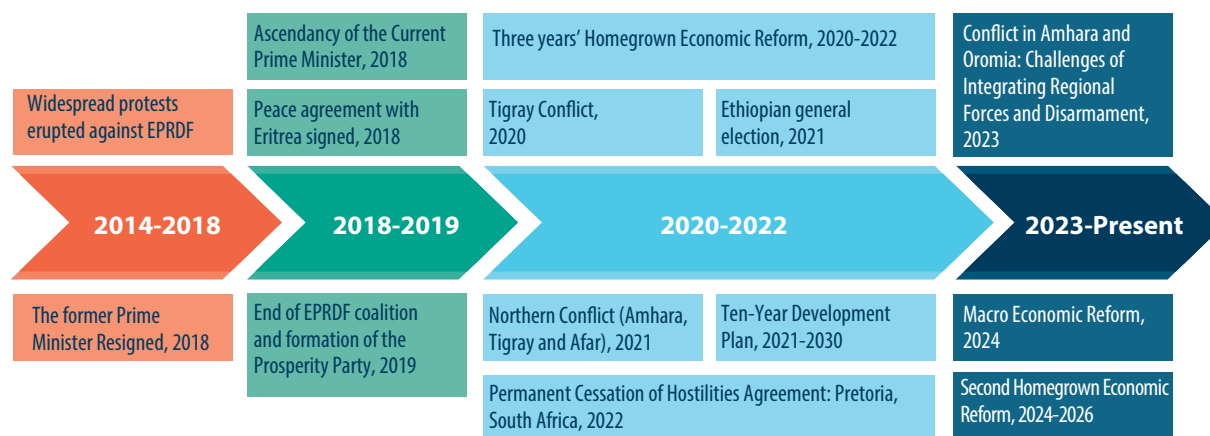 Widespread protests
erupted against EPRDF
2014-2018
The former Prime
Minister Resigned, 2018
Ascendancy of the Current
Prime Minister, 2018
Peace agreement with
Eritrea signed, 2018
2018-2019
End of EPRDF coalition
and formation of the
Prosperity Party, 2019
Three years’ Homegrown Economic Reform, 2020-2022
Tigray Conflict,
2020
Ethiopian general
election, 2021
2020-2022
Northern Conflict (Amhara,
Tigray and Afar), 2021
Ten-Year Development
Plan, 2021-2030
Permanent Cessation of Hostilities Agreement: Pretoria,
South Africa, 2022
Conflict in Amhara and
Oromia: Challenges of
Integrating Regional
Forces and Disarmament,
2023
2023-Present
Macro Economic Reform,
2024
Second Homegrown Economic
Reform, 2024-2026